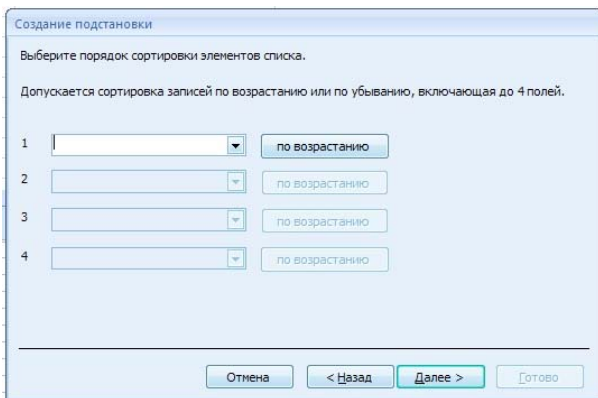 Создание подстановки
Выберите порядок сортировки элементов списка.
Допускается сортировка записей по возрастанию или по убыванию, включающая до 4 полей.
1 по возрастанию
2 по возрастанию
3 по возрастанию
4 по возрастанию
Отмена < Назад Далее > Готово